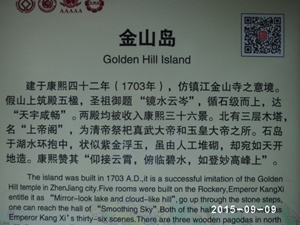 金山岛
Golden Hill Island
建于康熙四十二年（1703年），仿镇江金山寺之意境。
假山上筑殿五楹，圣祖御题“镜水云岑”，循石级而上，达
“天宇咸畅”。两殿均被收入康熙三十六景。北有三层木塔，
名“上帝阁”，为清帝祭祀真武大帝和玉皇大帝之所。石岛
于湖水环抱中，状似紫金浮玉，虽由人工堆砌，却宛如天开
地造。康熙赞其“仰接云霄，俯临碧水，如登妙高峰上”。
The island was built in 1703 A.D.,it is a successful imitation of the Golden
Hill temple in ZhenJiang city.Five rooms were built on the Rockery,Emperor KangXi
entitle it as “Mirror-look lake and cloud-like hill”, go up through the stone steps,
one can reach the hall of “Smoothing Sky”.Both of the hal
Emperor Kang Xi’s thirty-six scenes.There are three wooden pagodas in north
2015-09-09